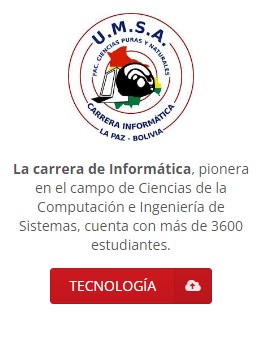 U.M.S.A.
FAC. CIENCIAS PURAS Y NATURALES
CARRERA INFORMÁTICA
LA PAZ - BOLIVIA
La carrera de Informática, pionera
en el campo de Ciencias de la
Computación e Ingeniería de
Sistemas, cuenta con más de 3600
estudiantes.
TECNOLOGÍA